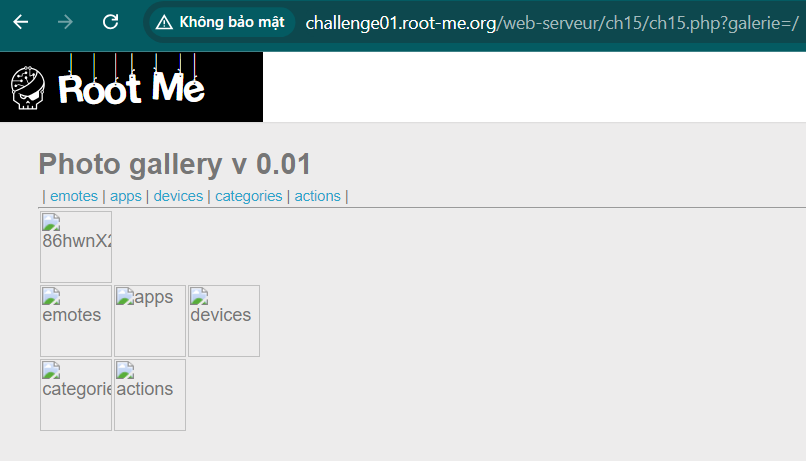 Không bảo mật challenge01.root-me.org/web-serveur/ch15/ch15.php?galerie=/
Root Me
Photo gallery v 0.01
| emotes | apps | devices | categories | actions |
86hwnX2
emotes apps devices
categorie actions